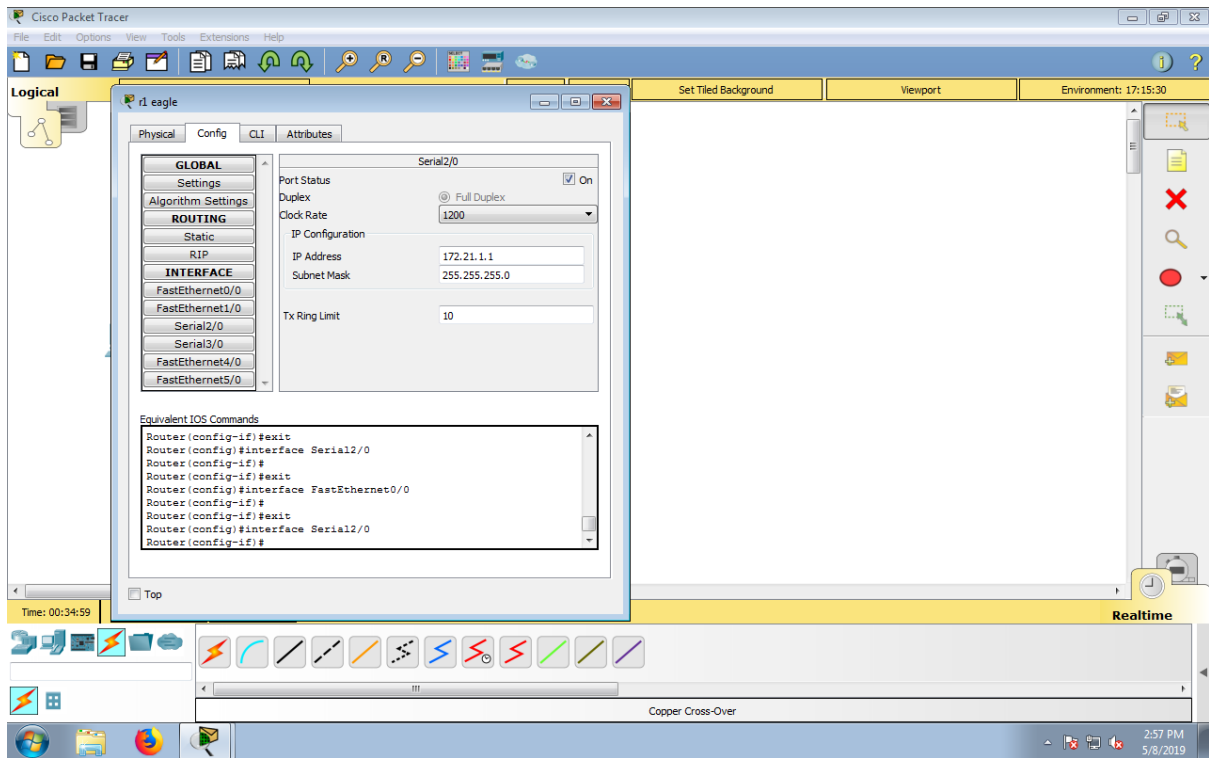 Cisco Packet Tracer
File Edit Options View Tools Extensions Help
Logical
Set Tiled Background
Viewport
Environment: 17:15:30
r1 eagle
Physical Config CLI Attributes
GLOBAL
Settings
Algorithm Settings
ROUTING
Static
RIP
INTERFACE
FastEthernet0/0
FastEthernet1/0
Serial2/0
Serial3/0
FastEthernet4/0
FastEthernet5/0
Serial2/0
Port Status On
Duplex Full Duplex
Clock Rate 1200
IP Configuration
IP Address 172.21.1.1
Subnet Mask 255.255.255.0
Tx Ring Limit 10
Equivalent IOS Commands
Router(config-if)#exit
Router(config)#interface Serial2/0
Router(config-if)#
Router(config-if)#exit
Router(config)#interface FastEthernet0/0
Router(config-if)#
Router(config-if)#exit
Router(config)#interface Serial2/0
Router(config-if)#
Top
Time: 00:34:59
Realtime
Copper Cross-Over
2:57 PM
5/8/2019